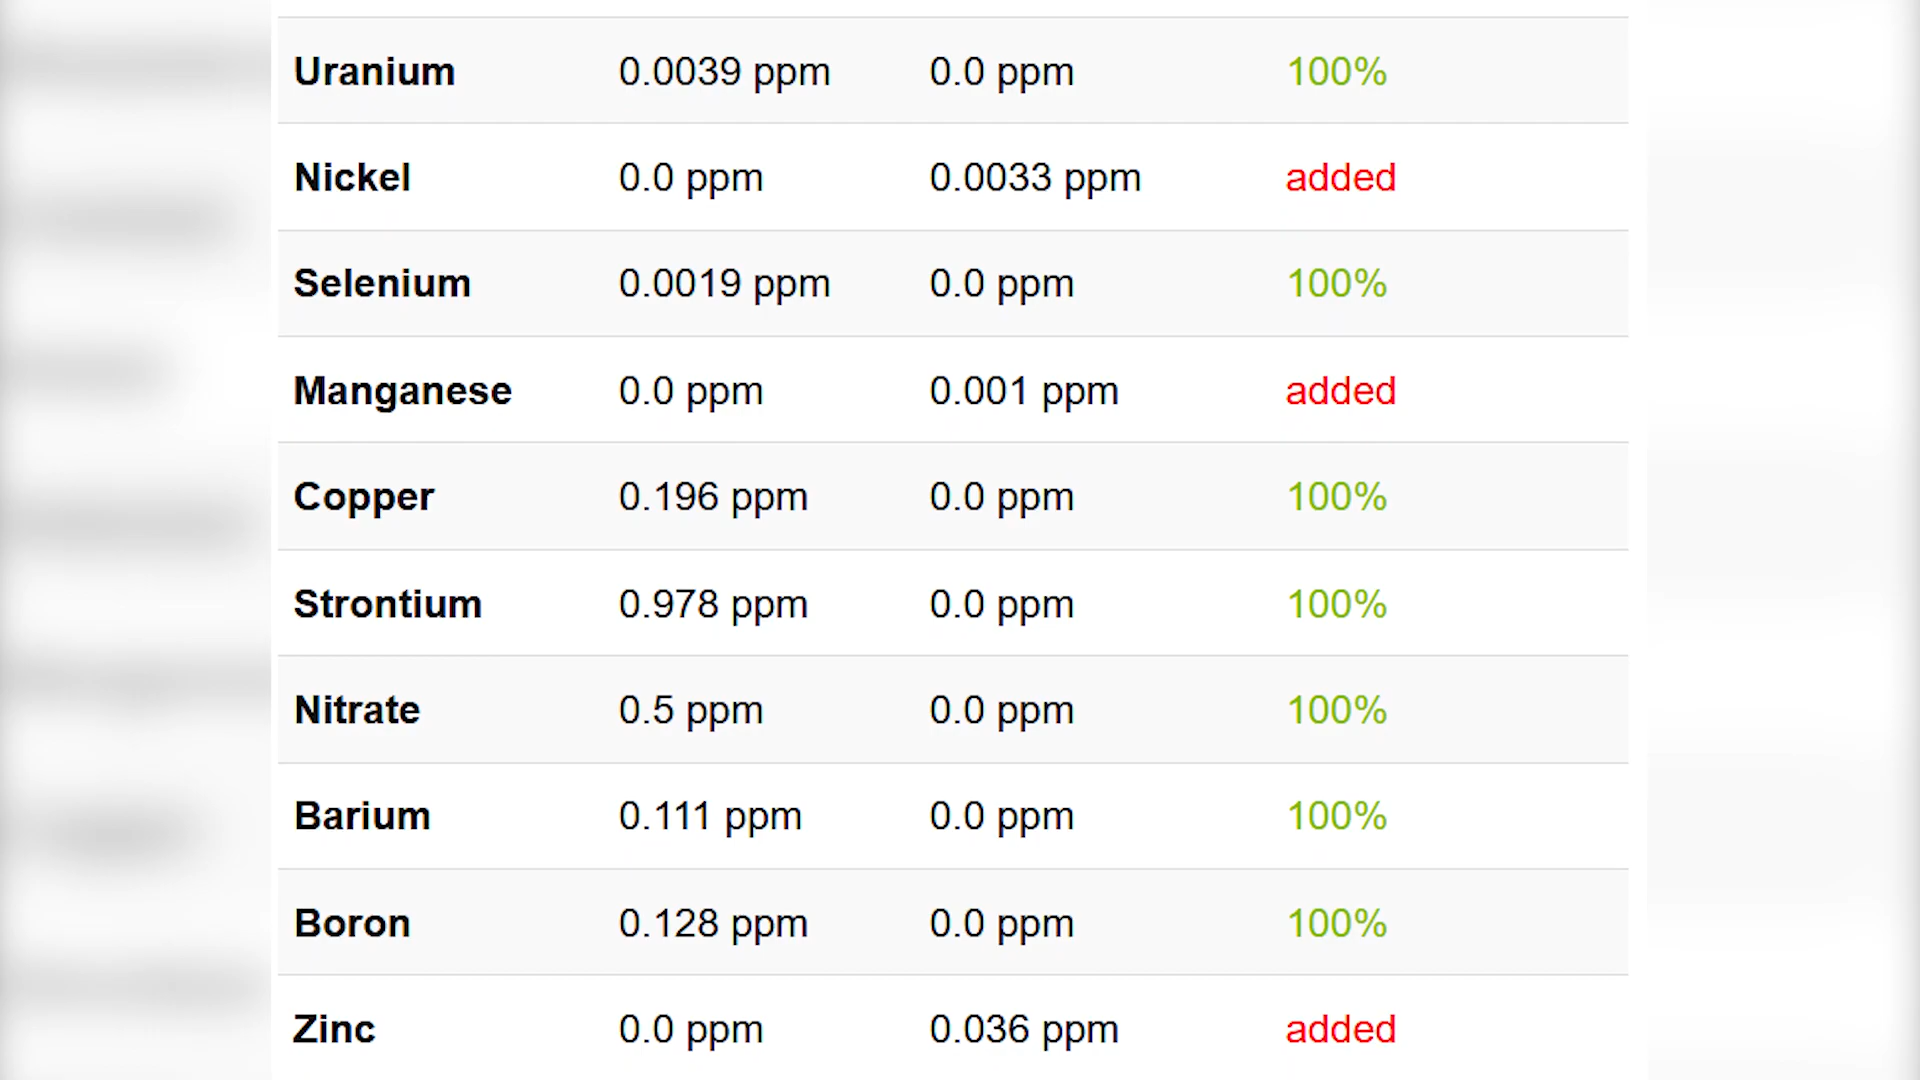 Uranium 0.0039 ppm 0.0 ppm 100%
Nickel 0.0 ppm 0.0033 ppm added
Selenium 0.0019 ppm 0.0 ppm 100%
Manganese 0.0 ppm 0.001 ppm added
Copper 0.196 ppm 0.0 ppm 100%
Strontium 0.978 ppm 0.0 ppm 100%
Nitrate 0.5 ppm 0.0 ppm 100%
Barium 0.111 ppm 0.0 ppm 100%
Boron 0.128 ppm 0.0 ppm 100%
Zinc 0.0 ppm 0.036 ppm added